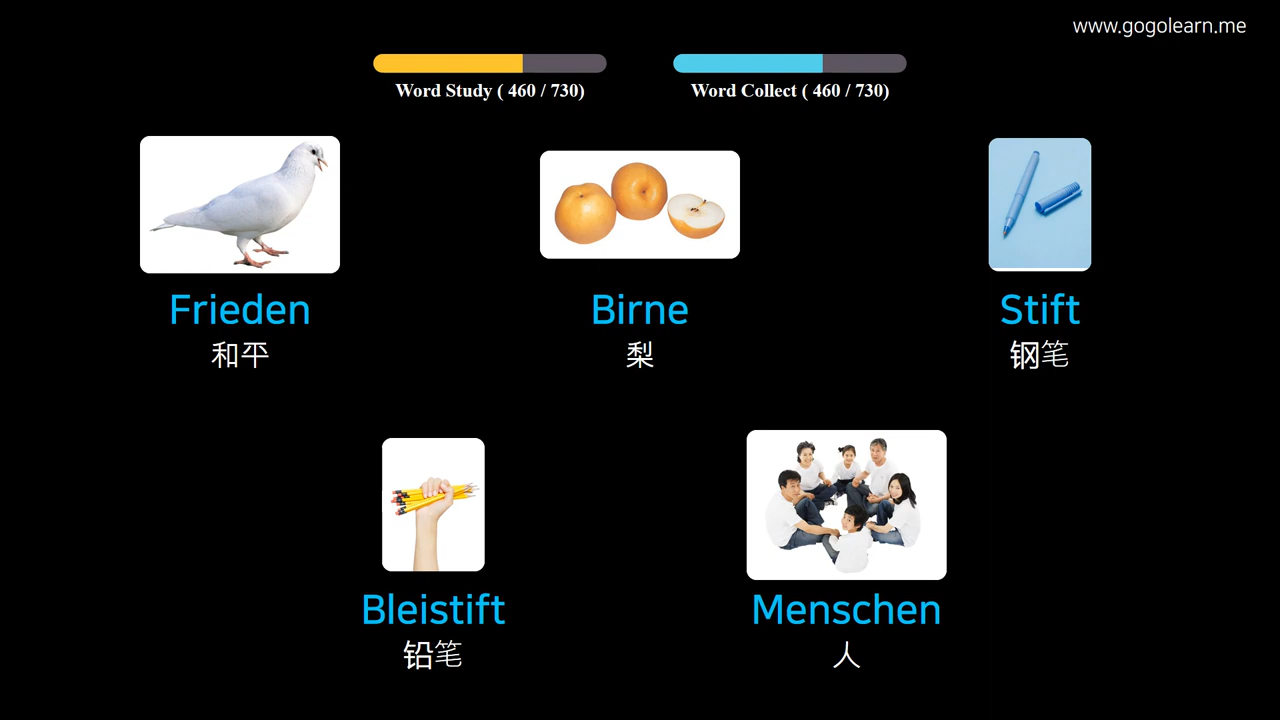 www.gogolearn.me
Word Study ( 460 / 730)
Word Collect ( 460 / 730)
Frieden
和平
Birne
梨
Stift
钢笔
Bleistift
铅笔
Menschen
人